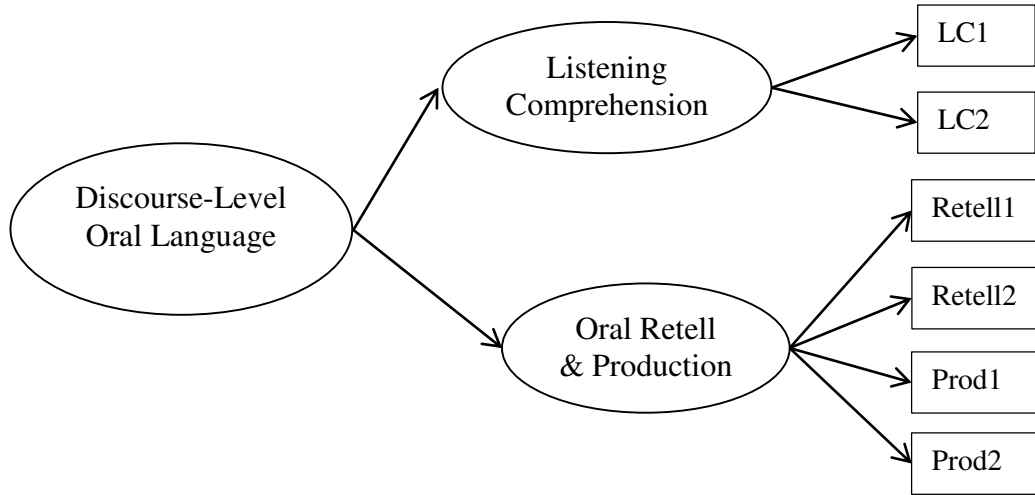 Discourse-Level
Oral Language
Listening
Comprehension
LC1
LC2
Oral Retell
& Production
Retell1
Retell2
Prod1
Prod2